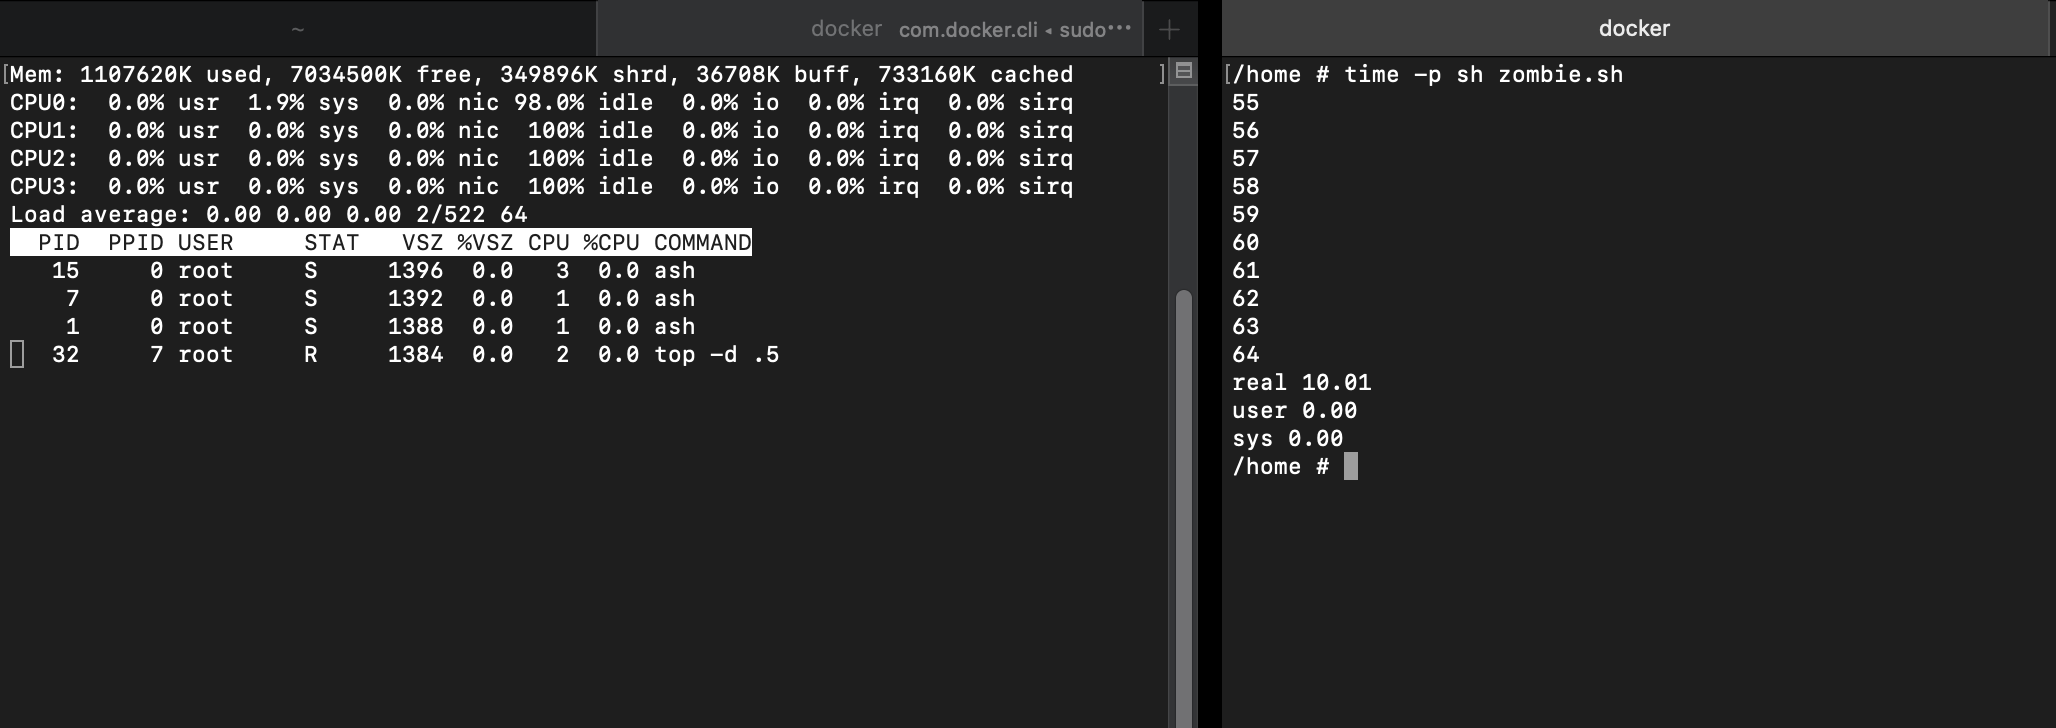 ~
docker com.docker.cli ◂ sudo··· +
[Mem: 1107620K used, 7034500K free, 349896K shrd, 36708K buff, 733160K cached ]
CPU0:  0.0% usr  1.9% sys  0.0% nic 98.0% idle  0.0% io  0.0% irq  0.0% sirq
CPU1:  0.0% usr  0.0% sys  0.0% nic  100% idle  0.0% io  0.0% irq  0.0% sirq
CPU2:  0.0% usr  0.0% sys  0.0% nic  100% idle  0.0% io  0.0% irq  0.0% sirq
CPU3:  0.0% usr  0.0% sys  0.0% nic  100% idle  0.0% io  0.0% irq  0.0% sirq
Load average: 0.00 0.00 0.00 2/522 64
  PID  PPID USER     STAT   VSZ %VSZ CPU %CPU COMMAND
   15     0 root     S     1396  0.0   3  0.0 ash
    7     0 root     S     1392  0.0   1  0.0 ash
    1     0 root     S     1388  0.0   1  0.0 ash
   32     7 root     R     1384  0.0   2  0.0 top -d .5
docker
[/home # time -p sh zombie.sh
55
56
57
58
59
60
61
62
63
64
real 10.01
user 0.00
sys 0.00
/home #